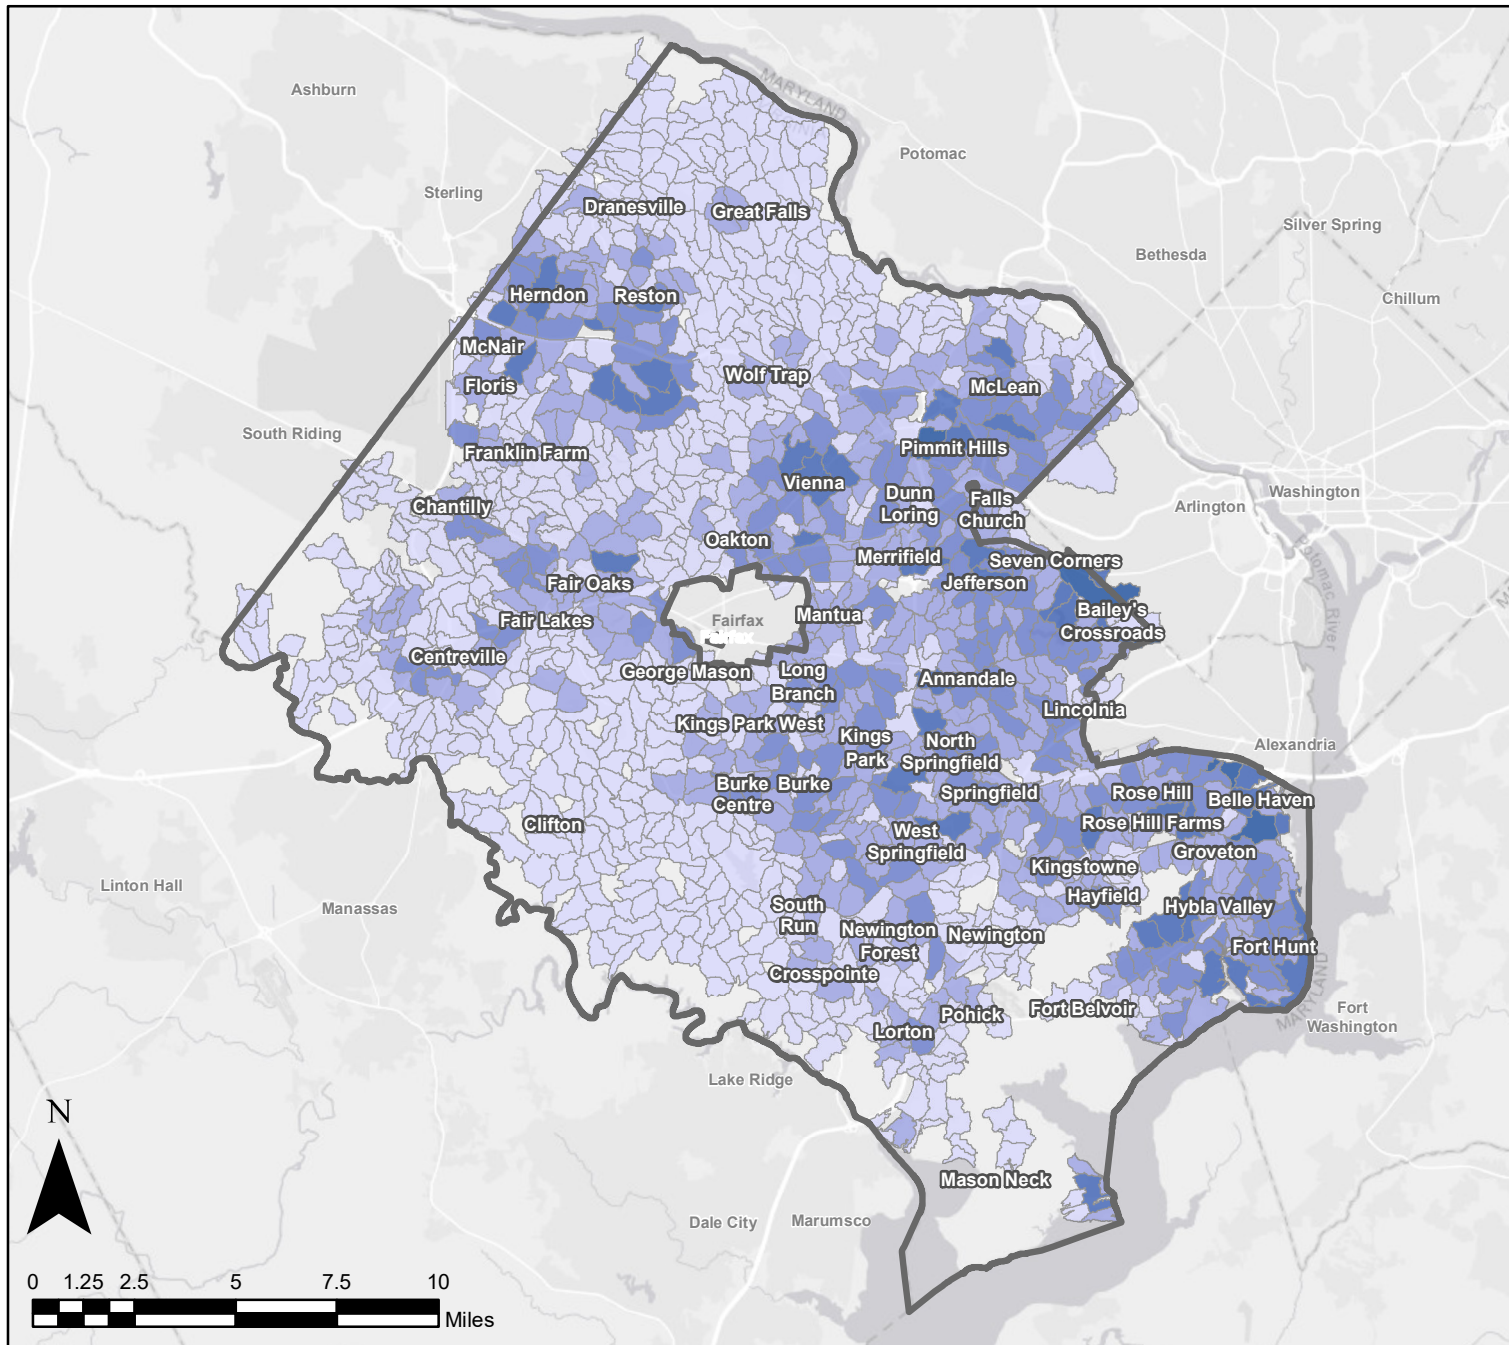 MARYLAND
Ashburn
Potomac
Sterling
Dranesville
Great Falls
Silver Spring
Bethesda
Herndon
Reston
Chillum
McNair
Wolf Trap
Floris
McLean
South Riding
Franklin Farm
Pimmit Hills
Vienna
Dunn
Loring
Falls
Church
Washington
Chantilly
Arlington
Oakton
Merrifield
Seven Corners
Fair Oaks
Jefferson
Potomac River
Fair Lakes
Fairfax
Fairfax
Mantua
Bailey's
Crossroads
Centreville
George Mason
Long
Branch
Annandale
Kings Park West
Lincolnia
Kings
Park
North
Springfield
Alexandria
Burke
Centre
Burke
Springfield
Rose Hill
Belle Haven
Clifton
West
Springfield
Rose Hill Farms
Groveton
Kingstowne
Linton Hall
Manassas
South
Run
Hayfield
Hybla Valley
Newington
Forest
Newington
Fort Hunt
Crosspointe
MARYLAND
Pohick
Fort Belvoir
Fort
Washington
Lorton
Lake Ridge
N
Mason Neck
Dale City
Marumsco
0 1.25 2.5 5 7.5 10
Miles